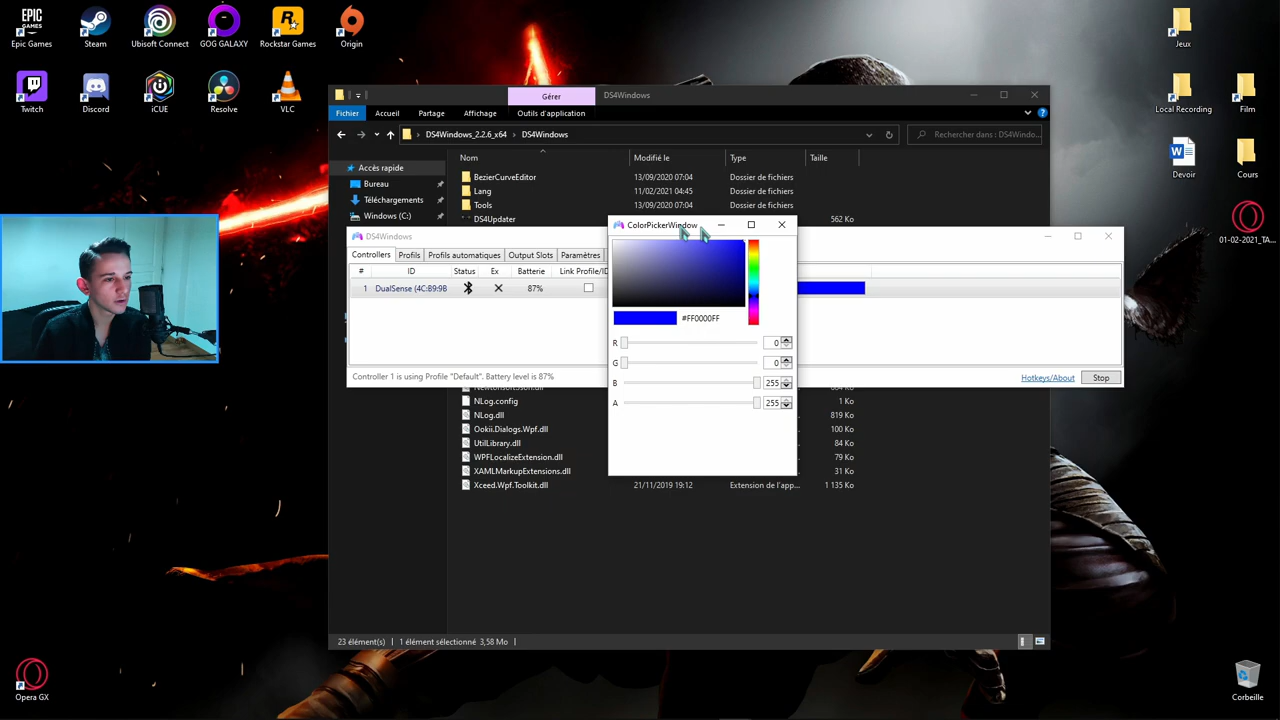 Epic Games
Steam
Ubisoft Connect
GOG GALAXY
Rockstar Games
Origin
Jeux
Twitch
Discord
iCUE
Resolve
VLC
Local Recording
Film
Devoir
Cours
01-02-2021_TA...
Opera GX
Corbeille
Gérer
DS4Windows
Fichier
Accueil
Partage
Affichage
Outils d'application
DS4Windows_2.2.6_x64 > DS4Windows
Rechercher dans : DS4Windo...
Nom
Modifié le
Type
Taille
Accès rapide
Bureau
Téléchargements
Windows (C:)
BezierCurveEditor 13/09/2020 07:04 Dossier de fichiers
Lang 11/02/2021 04:45 Dossier de fichiers
Tools 13/09/2020 07:04 Dossier de fichiers
DS4Updater 562 Ko
DS4Windows
Controllers
Profils
Profils automatiques
Output Slots
Paramètres
# ID Status Ex Batterie Link Profile/ID
1 DualSense (4C:B9:9B 87%
Controller 1 is using Profile "Default". Battery level is 87%
Hotkeys/About
Stop
ColorPickerWindow
#FF0000FF
R 0
G 0
B 255
A 255
NLog.config 1 Ko
NLog.dll 819 Ko
Ookii.Dialogs.Wpf.dll 100 Ko
UtilLibrary.dll
WPFLocalizeExtension.dll 79 Ko
XAMLMarkupExtensions.dll 31 Ko
Xceed.Wpf.Toolkit.dll 21/11/2019 19:12 Extension de l'app... 1 135 Ko
23 élément(s)
1 élément sélectionné 3,58 Mo